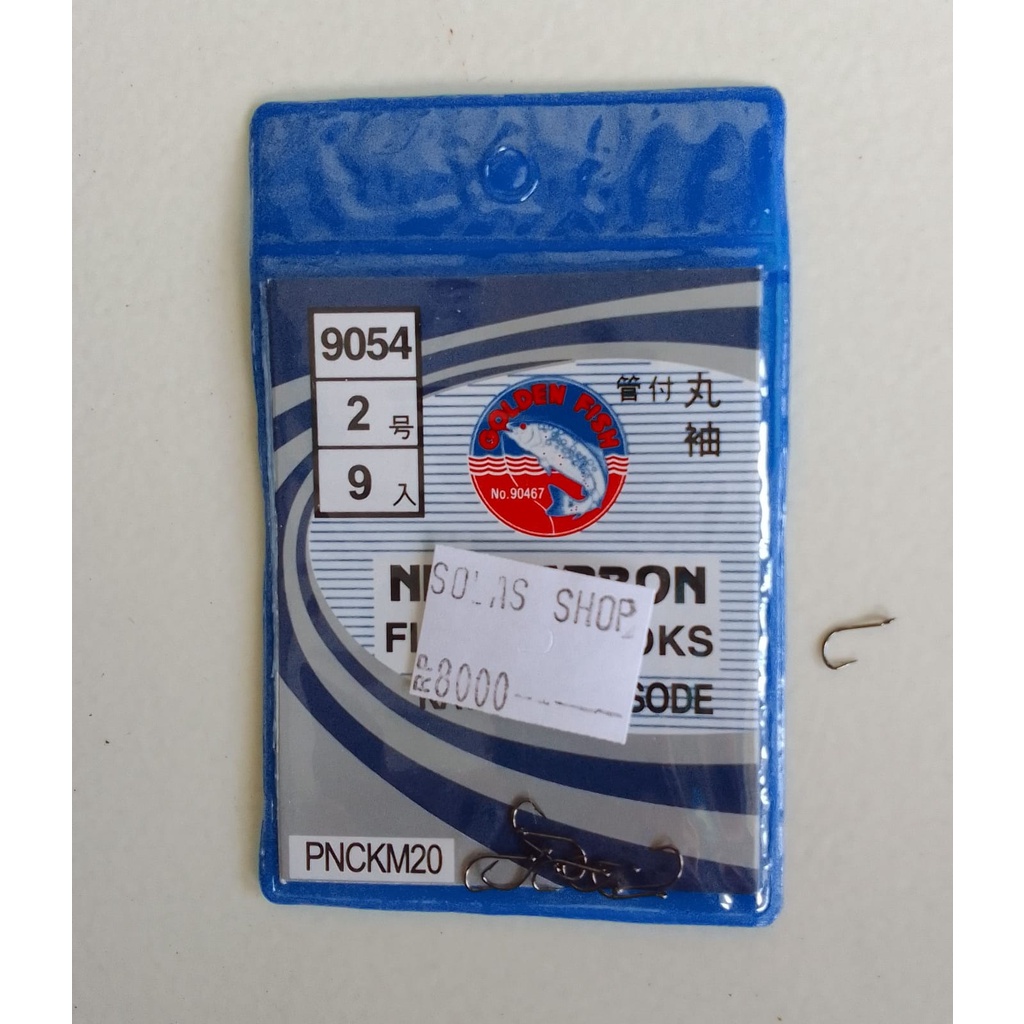 9054
2 号
9 入
GOLDEN FISH
No.90467
管付 丸
袖
SOLAS SHOP
RP 8000
OKS
SODE
PNCKM20